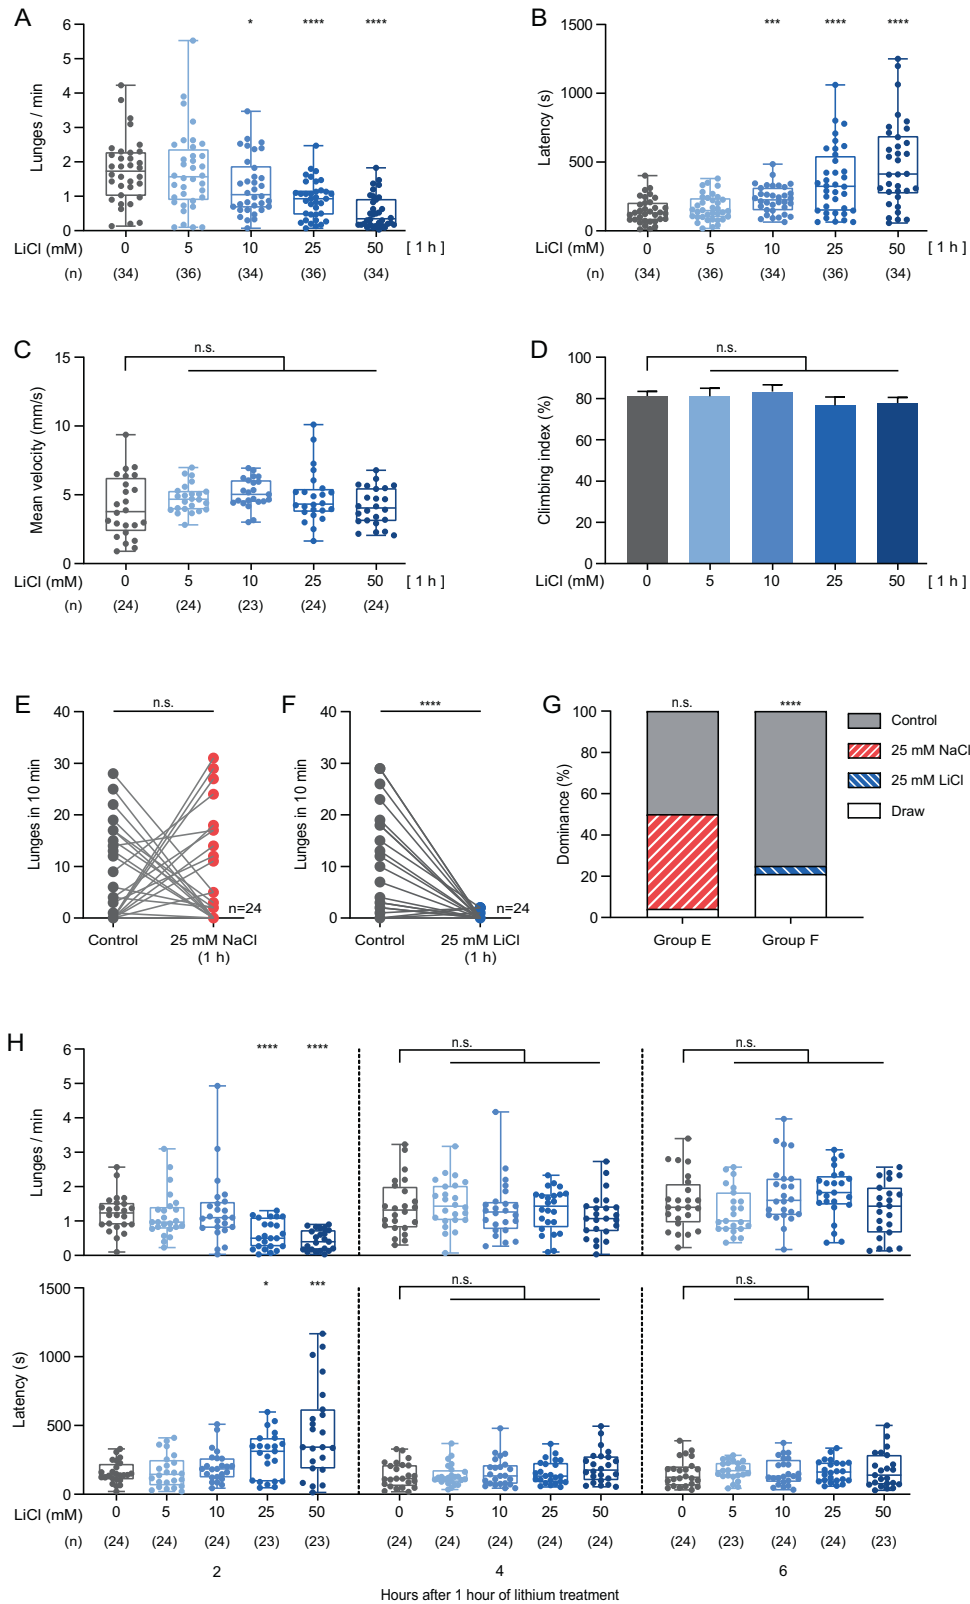 A
Lunges / min
6
5
4
3
2
1
0
* **** ****
LiCl (mM) 0 5 10 25 50 [ 1 h ]
(n) (34) (36) (34) (36) (34)
B
Latency (s)
1500
1000
500
0
*** **** ****
LiCl (mM) 0 5 10 25 50 [ 1 h ]
(n) (34) (36) (34) (36) (34)
C
Mean velocity (mm/s)
n.s.
15
10
5
0
LiCl (mM) 0 5 10 25 50 [ 1 h ]
(n) (24) (24) (23) (24) (24)
D
Climbing index (%)
n.s.
100
80
60
40
20
0
LiCl (mM) 0 5 10 25 50 [ 1 h ]
E
Lunges in 10 min
n.s.
40
30
20
10
0
n=24
Control 25 mM NaCl
(1 h)
F
Lunges in 10 min
****
40
30
20
10
0
n=24
Control 25 mM LiCl
(1 h)
G
Dominance (%)
n.s. ****
100
80
60
40
20
0
Group E Group F
Control
25 mM NaCl
25 mM LiCl
Draw
H
Lunges / min
6
5
4
3
2
1
0
**** **** n.s. n.s.
Latency (s)
1500
1000
500
0
* *** n.s. n.s.
LiCl (mM) 0 5 10 25 50 0 5 10 25 50 0 5 10 25 50
(n) (24) (24) (24) (23) (23) (24) (24) (24) (24) (24) (24) (23) (24) (24) (23)
2 4 6
Hours after 1 hour of lithium treatment